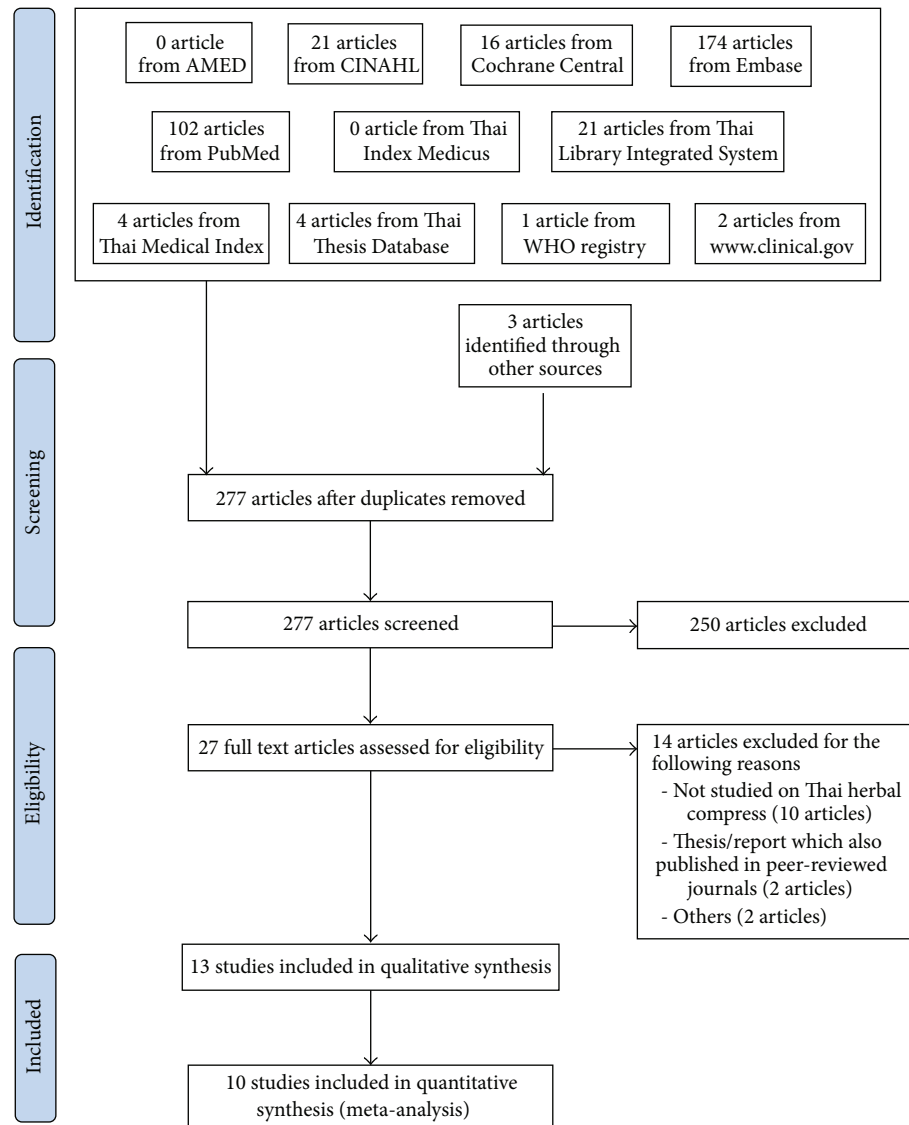 Identification
0 article
from AMED
21 articles
from CINAHL
16 articles from
Cochrane Central
174 articles
from Embase
102 articles
from PubMed
0 article from Thai
Index Medicus
21 articles from Thai
Library Integrated System
4 articles from
Thai Medical Index
4 articles from Thai
Thesis Database
1 article from
WHO registry
2 articles from
www.clinical.gov
3 articles
identified through
other sources
Screening
277 articles after duplicates removed
277 articles screened
250 articles excluded
Eligibility
27 full text articles assessed for eligibility
14 articles excluded for the
following reasons
- Not studied on Thai herbal
compress (10 articles)
- Thesis/report which also
published in peer-reviewed
journals (2 articles)
- Others (2 articles)
Included
13 studies included in qualitative synthesis
10 studies included in quantitative
synthesis (meta-analysis)